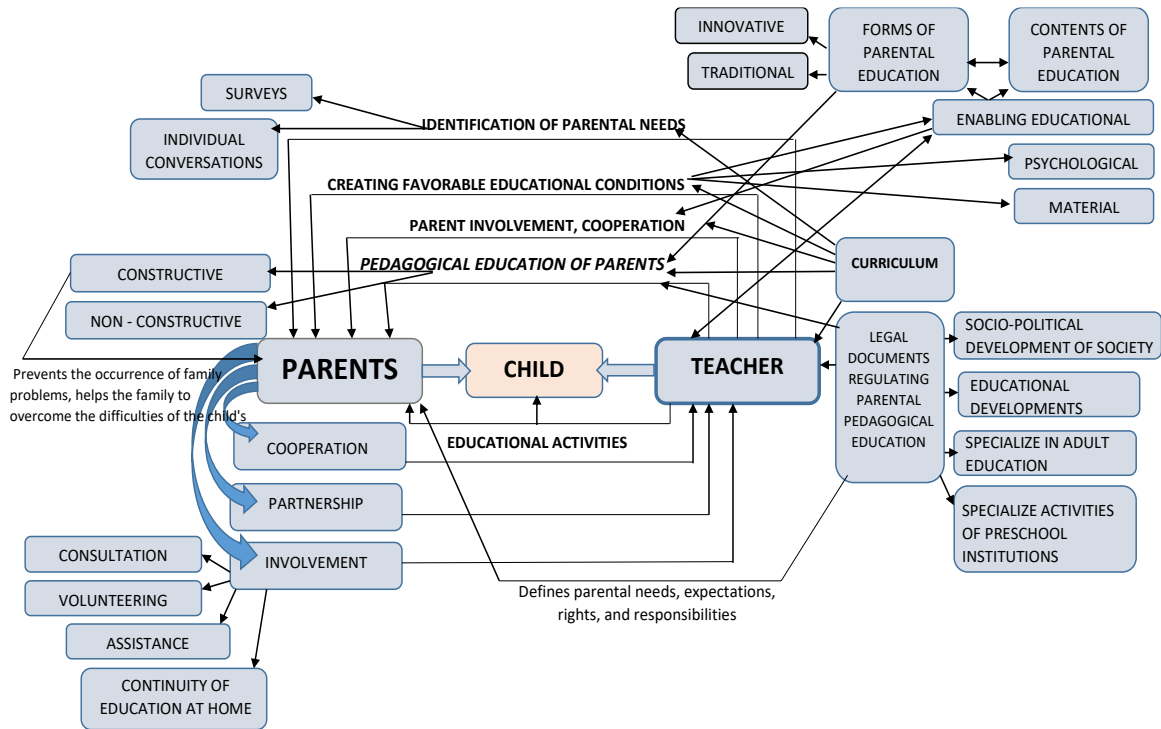 INNOVATIVE
FORMS OF
PARENTAL
EDUCATION
CONTENTS OF
PARENTAL
EDUCATION
TRADITIONAL
SURVEYS
ENABLING EDUCATIONAL
IDENTIFICATION OF PARENTAL NEEDS
INDIVIDUAL
CONVERSATIONS
PSYCHOLOGICAL
CREATING FAVORABLE EDUCATIONAL CONDITIONS
MATERIAL
PARENT INVOLVEMENT, COOPERATION
PEDAGOGICAL EDUCATION OF PARENTS
CURRICULUM
CONSTRUCTIVE
NON - CONSTRUCTIVE
PARENTS
CHILD
TEACHER
LEGAL
DOCUMENTS
REGULATING
PARENTAL
PEDAGOGICAL
EDUCATION
SOCIO-POLITICAL
DEVELOPMENT OF SOCIETY
EDUCATIONAL
DEVELOPMENTS
SPECIALIZE IN ADULT
EDUCATION
SPECIALIZE ACTIVITIES
OF PRESCHOOL
INSTITUTIONS
Prevents the occurrence of family
problems, helps the family to
overcome the difficulties of the child's
EDUCATIONAL ACTIVITIES
COOPERATION
PARTNERSHIP
INVOLVEMENT
CONSULTATION
VOLUNTEERING
ASSISTANCE
CONTINUITY OF
EDUCATION AT HOME
Defines parental needs, expectations,
rights, and responsibilities